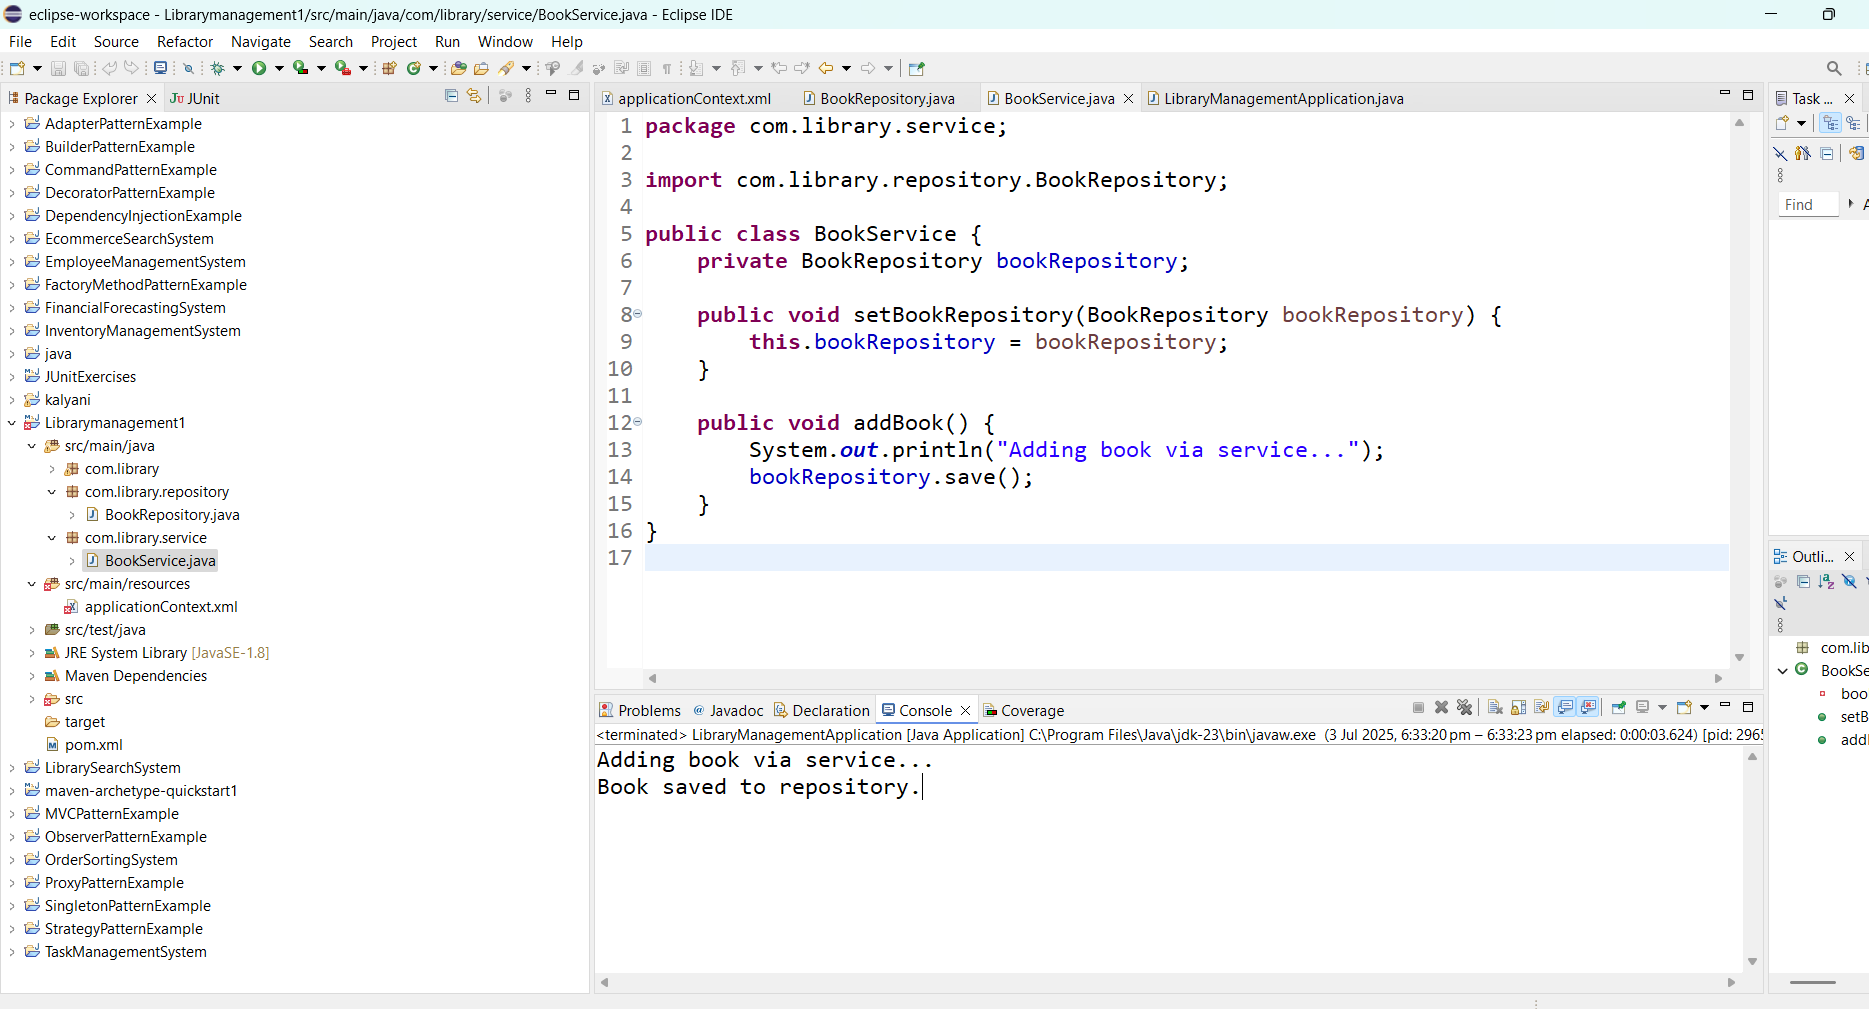 eclipse-workspace - Librarymanagement1/src/main/java/com/library/service/BookService.java - Eclipse IDE
File Edit Source Refactor Navigate Search Project Run Window Help
Package Explorer
JUnit
AdapterPatternExample
BuilderPatternExample
CommandPatternExample
DecoratorPatternExample
DependencyInjectionExample
EcommerceSearchSystem
EmployeeManagementSystem
FactoryMethodPatternExample
FinancialForecastingSystem
InventoryManagementSystem
java
JUnitExercises
kalyani
Librarymanagement1
src/main/java
com.library
com.library.repository
BookRepository.java
com.library.service
BookService.java
src/main/resources
applicationContext.xml
src/test/java
JRE System Library [JavaSE-1.8]
Maven Dependencies
src
target
pom.xml
LibrarySearchSystem
maven-archetype-quickstart1
MVCPatternExample
ObserverPatternExample
OrderSortingSystem
ProxyPatternExample
SingletonPatternExample
StrategyPatternExample
TaskManagementSystem
applicationContext.xml BookRepository.java BookService.java LibraryManagementApplication.java
1 package com.library.service;
2
3 import com.library.repository.BookRepository;
4
5 public class BookService {
6 private BookRepository bookRepository;
7
8 public void setBookRepository(BookRepository bookRepository) {
9 this.bookRepository = bookRepository;
10 }
11
12 public void addBook() {
13 System.out.println("Adding book via service...");
14 bookRepository.save();
15 }
16 }
17
Problems @ Javadoc Declaration Console Coverage
<terminated> LibraryManagementApplication [Java Application] C:\Program Files\Java\jdk-23\bin\javaw.exe (3 Jul 2025, 6:33:20 pm – 6:33:23 pm elapsed: 0:00:03.624) [pid: 2965
Adding book via service...
Book saved to repository.
Task ...
Find
A
Outli...
com.lib
BookSe
boo
setB
add